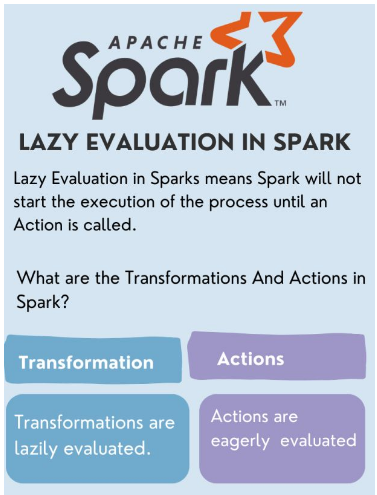 APACHE
Spark™
LAZY EVALUATION IN SPARK
Lazy Evaluation in Sparks means Spark will not
start the execution of the process until an
Action is called.
What are the Transformations And Actions in
Spark?
Transformation
Actions
Transformations are
lazily evaluated.
Actions are
eagerly evaluated